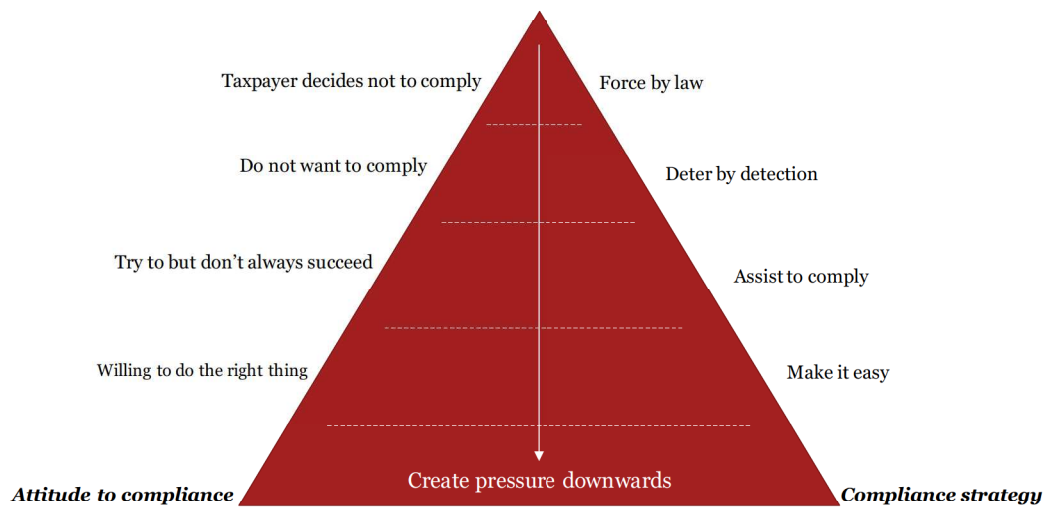 Taxpayer decides not to comply
Force by law
Do not want to comply
Deter by detection
Try to but don’t always succeed
Assist to comply
Willing to do the right thing
Make it easy
Create pressure downwards
Attitude to compliance
Compliance strategy